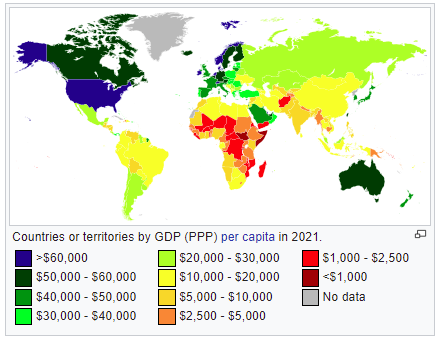 Countries or territories by GDP (PPP) per capita in 2021.
>$60,000
$50,000 - $60,000
$40,000 - $50,000
$30,000 - $40,000
$20,000 - $30,000
$10,000 - $20,000
$5,000 - $10,000
$2,500 - $5,000
$1,000 - $2,500
<$1,000
No data